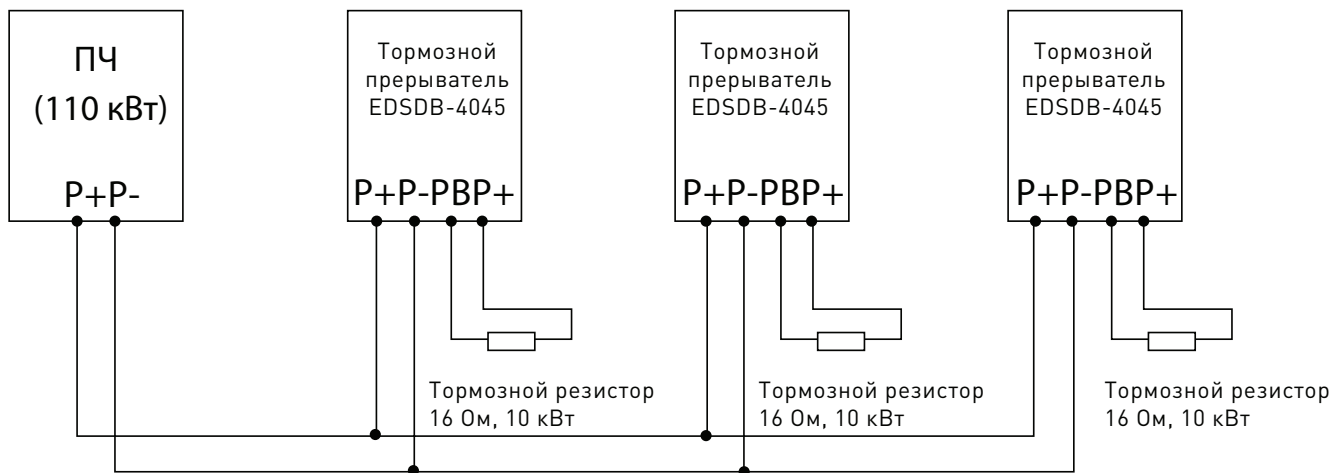 ПЧ
(110 кВт)
P+P-
Тормозной
прерыватель
EDSDB-4045
P+P-PBP+
Тормозной
прерыватель
EDSDB-4045
P+P-PBP+
Тормозной
прерыватель
EDSDB-4045
P+P-PBP+
Тормозной резистор
16 Ом, 10 кВт
Тормозной резистор
16 Ом, 10 кВт
Тормозной резистор
16 Ом, 10 кВт